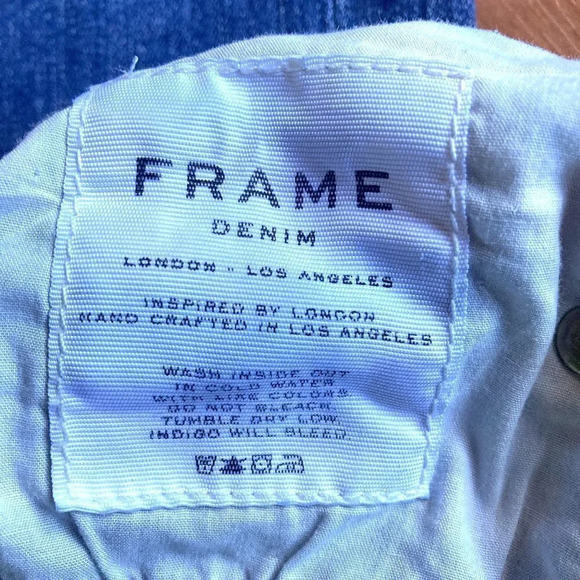 FRAME
DENIM
LONDON - LOS ANGELES
INSPIRED BY LONDON
HAND CRAFTED IN LOS ANGELES
WASH INSIDE OUT
IN COLD WATER
WITH LIKE COLORS
DO NOT BLEACH
TUMBLE DRY LOW.
INDIGO WILL BLEED.